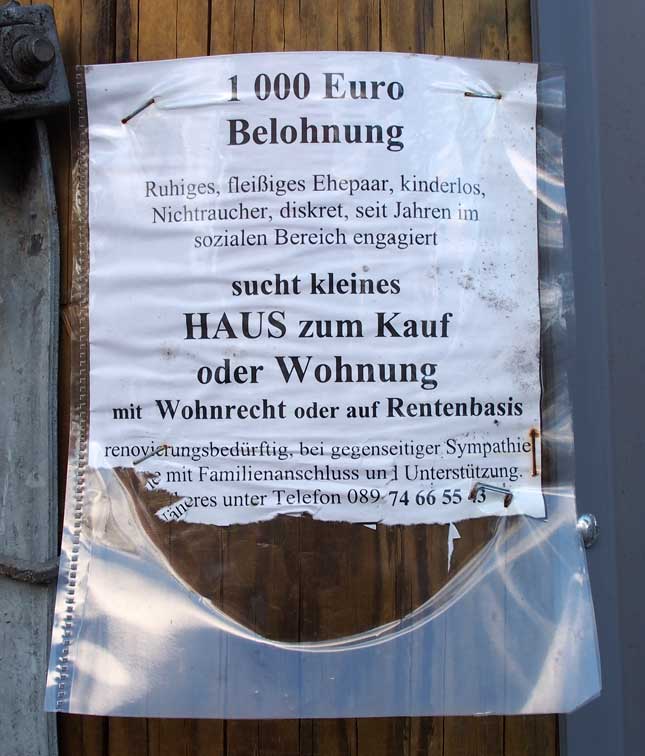 1 000 Euro
Belohnung
Ruhiges, fleißiges Ehepaar, kinderlos,
Nichtraucher, diskret, seit Jahren im
sozialen Bereich engagiert
sucht kleines
HAUS zum Kauf
oder Wohnung
mit Wohnrecht oder auf Rentenbasis
renovierungsbedürftig, bei gegenseitiger Sympathie
mit Familienanschluss und Unterstützung.
Näheres unter Telefon 089 74 66 55 43